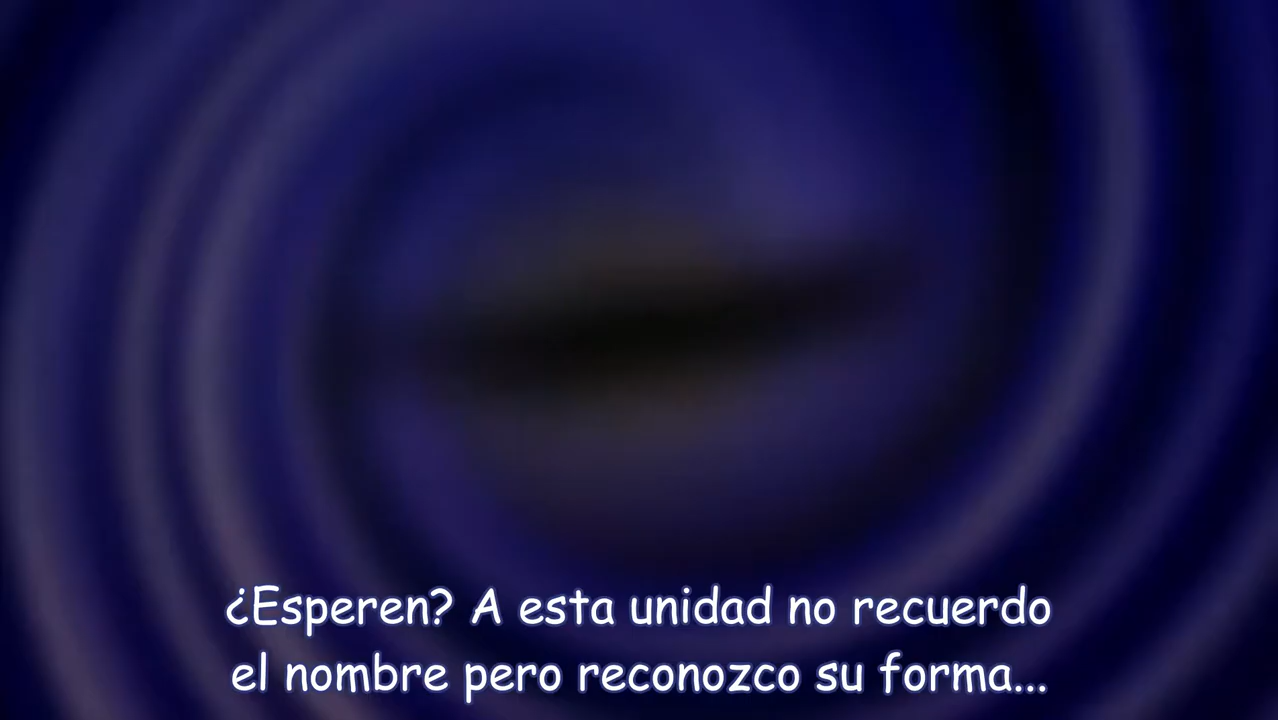 ¿Esperen? A esta unidad no recuerdo
el nombre pero reconozco su forma...